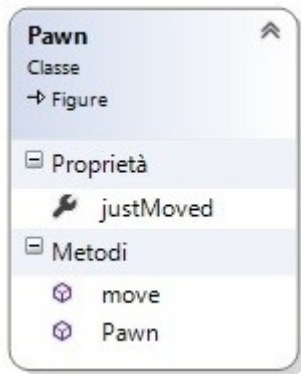 Pawn
Classe
Figure
Proprietà
justMoved
Metodi
move
Pawn